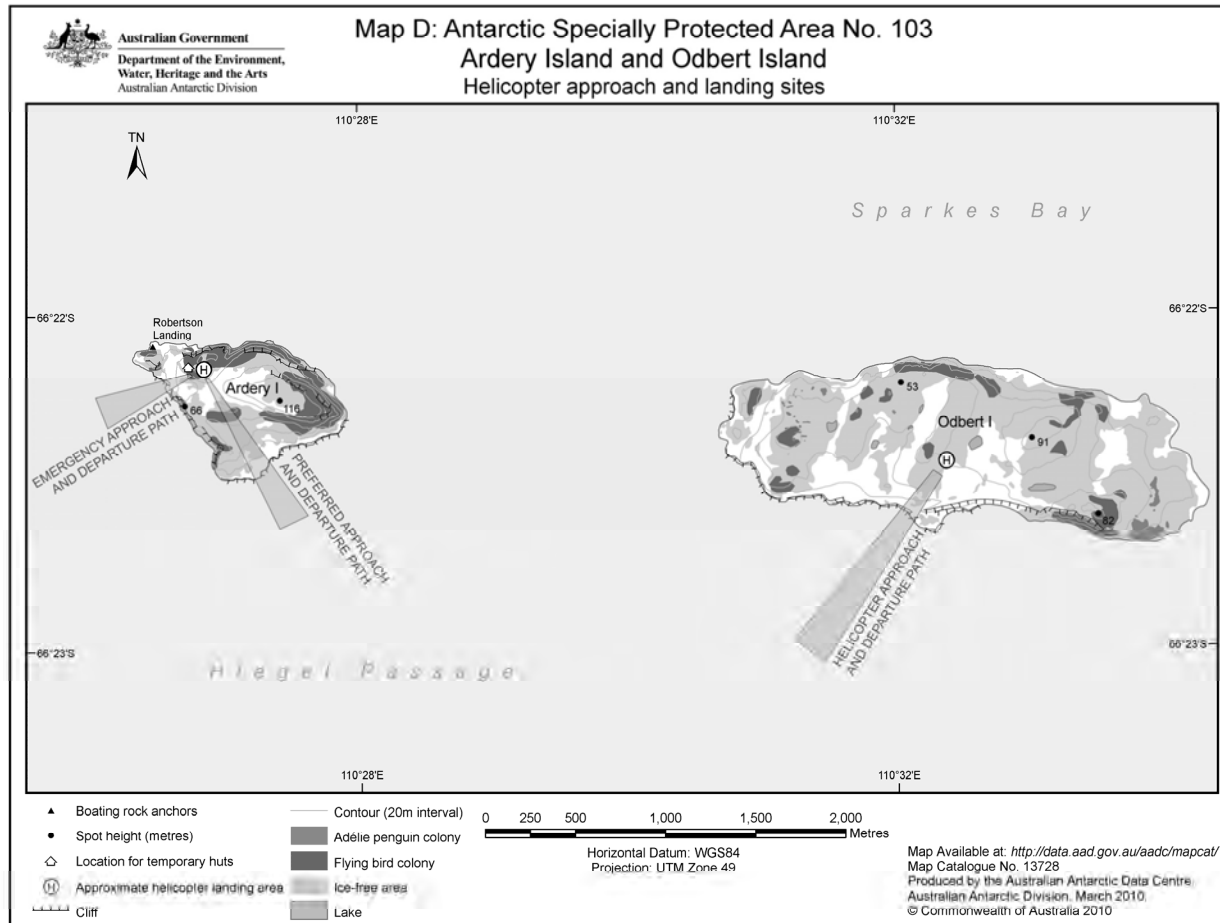 Australian Government
Department of the Environment,
Water, Heritage and the Arts
Australian Antarctic Division
Map D: Antarctic Specially Protected Area No. 103
Ardery Island and Odbert Island
Helicopter approach and landing sites
110°28'E
110°32'E
TN
Sparkes Bay
66°22'S
66°22'S
Robertson
Landing
Ardery I
116
66
EMERGENCY APPROACH
AND DEPARTURE PATH
PREFERRED APPROACH
AND DEPARTURE PATH
H
53
Odbert I
91
H
82
HELICOPTER APPROACH
AND DEPARTURE PATH
66°23'S
66°23'S
Passage
110°28'E
110°32'E
Boating rock anchors
Spot height (metres)
Location for temporary huts
H Approximate helicopter landing area
Cliff
Contour (20m interval)
Adélie penguin colony
Flying bird colony
Ice-free area
Lake
0 250 500 1,000 1,500 2,000
Metres
Horizontal Datum: WGS84
Projection: UTM Zone 49
Map Available at: http://data.aad.gov.au/aadc/mapcat/
Map Catalogue No. 13728
Produced by the Australian Antarctic Data Centre
Australian Antarctic Division. March 2010
© Commonwealth of Australia 2010